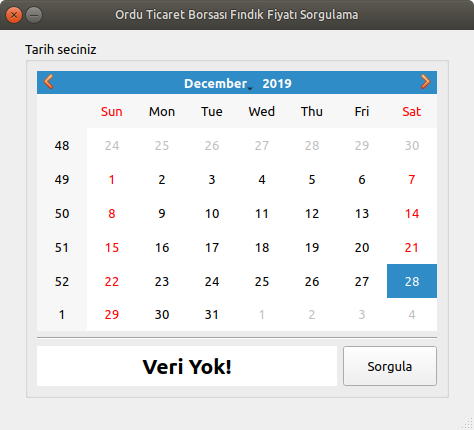 Ordu Ticaret Borsası Fındık Fiyatı Sorgulama
Tarih seciniz
December 2019
Sun Mon Tue Wed Thu Fri Sat
48 24 25 26 27 28 29 30
49 1 2 3 4 5 6 7
50 8 9 10 11 12 13 14
51 15 16 17 18 19 20 21
52 22 23 24 25 26 27 28
1 29 30 31 1 2 3 4
Veri Yok! Sorgula